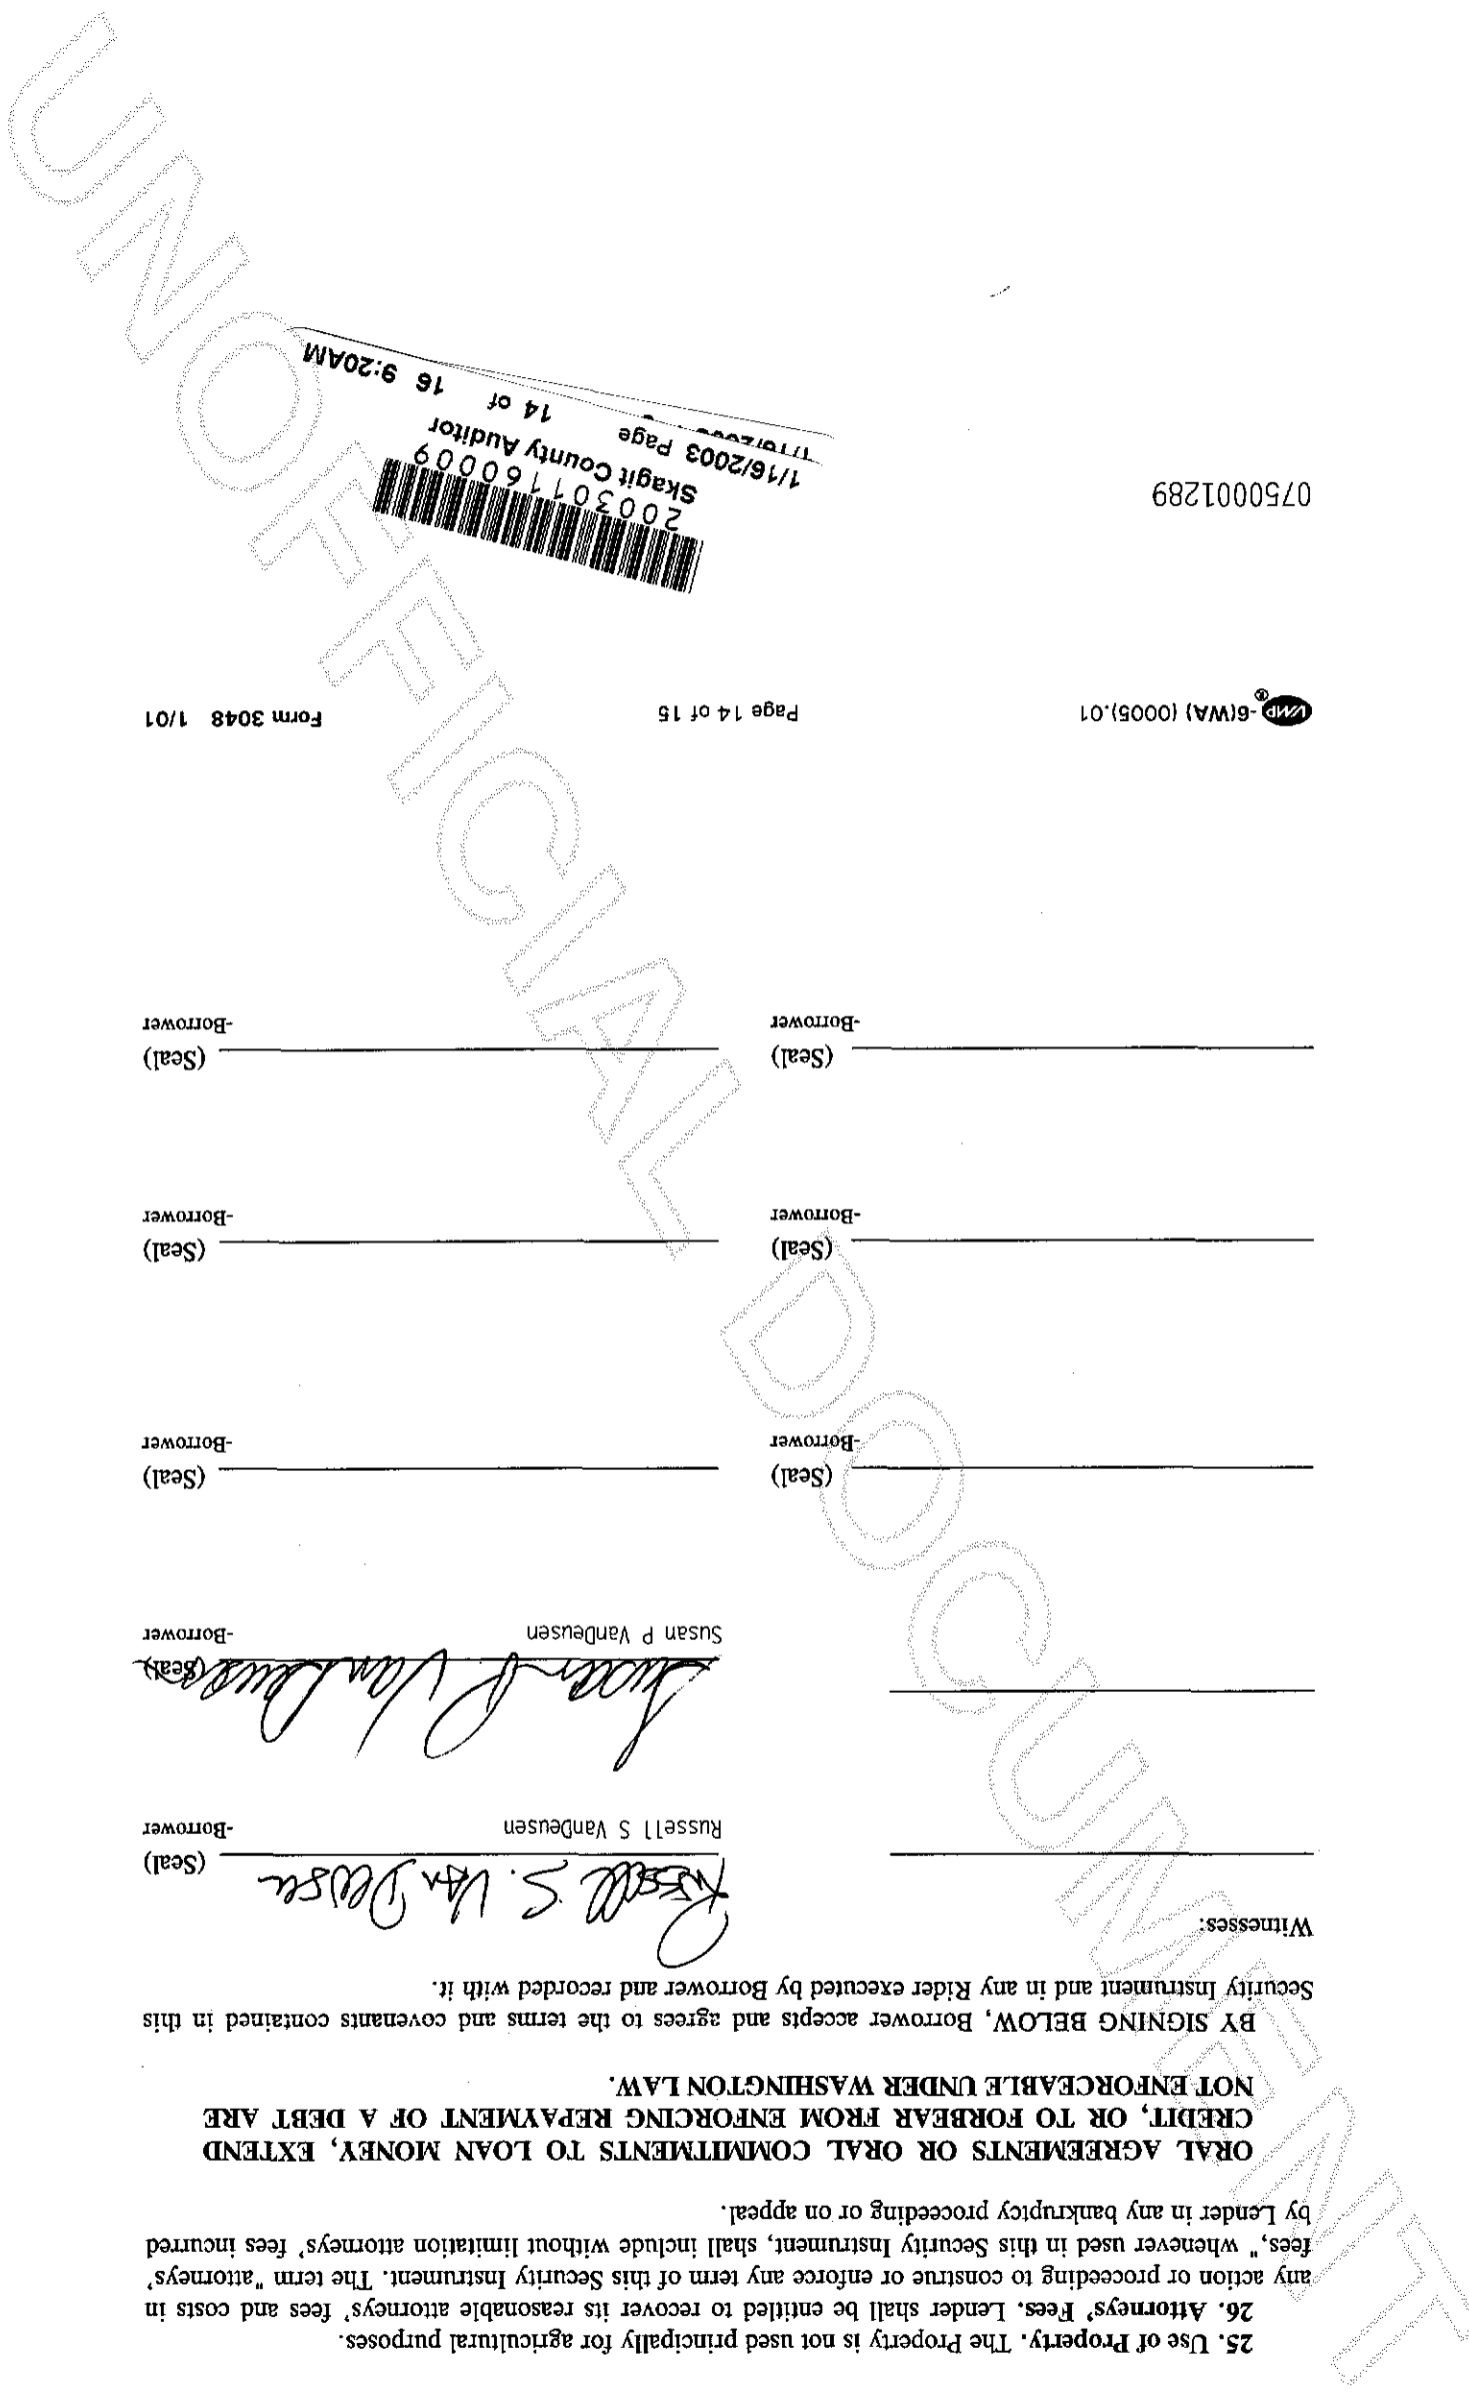 25. Use of Property. The Property is not used principally for agricultural purposes.
26. Attorneys' Fees. Lender shall be entitled to recover its reasonable attorneys' fees and costs in
any action or proceeding to construe or enforce any term of this Security Instrument. The term "attorneys'
fees," whenever used in this Security Instrument, shall include without limitation attorneys' fees incurred
by Lender in any bankruptcy proceeding or on appeal.
ORAL AGREEMENTS OR ORAL COMMITMENTS TO LOAN MONEY, EXTEND
CREDIT, OR TO FORBEAR FROM ENFORCING REPAYMENT OF A DEBT ARE
NOT ENFORCEABLE UNDER WASHINGTON LAW.
BY SIGNING BELOW, Borrower accepts and agrees to the terms and covenants contained in this
Security Instrument and in any Rider executed by Borrower and recorded with it.
Witnesses:
Russell S. Van Deusen (Seal)
Russell S VanDeusen -Borrower
Susan P Van Deusen (Seal)
Susan P VanDeusen -Borrower
(Seal) (Seal)
-Borrower -Borrower
(Seal) (Seal)
-Borrower -Borrower
(Seal) (Seal)
-Borrower -Borrower
VMP®-6(WA) (0005).01 Page 14 of 15 Form 3048 1/01
0750001289
200301160009
Skagit County Auditor
1/16/2003 Page 14 of 16 9:20AM
UNOFFICIAL DOCUMENT